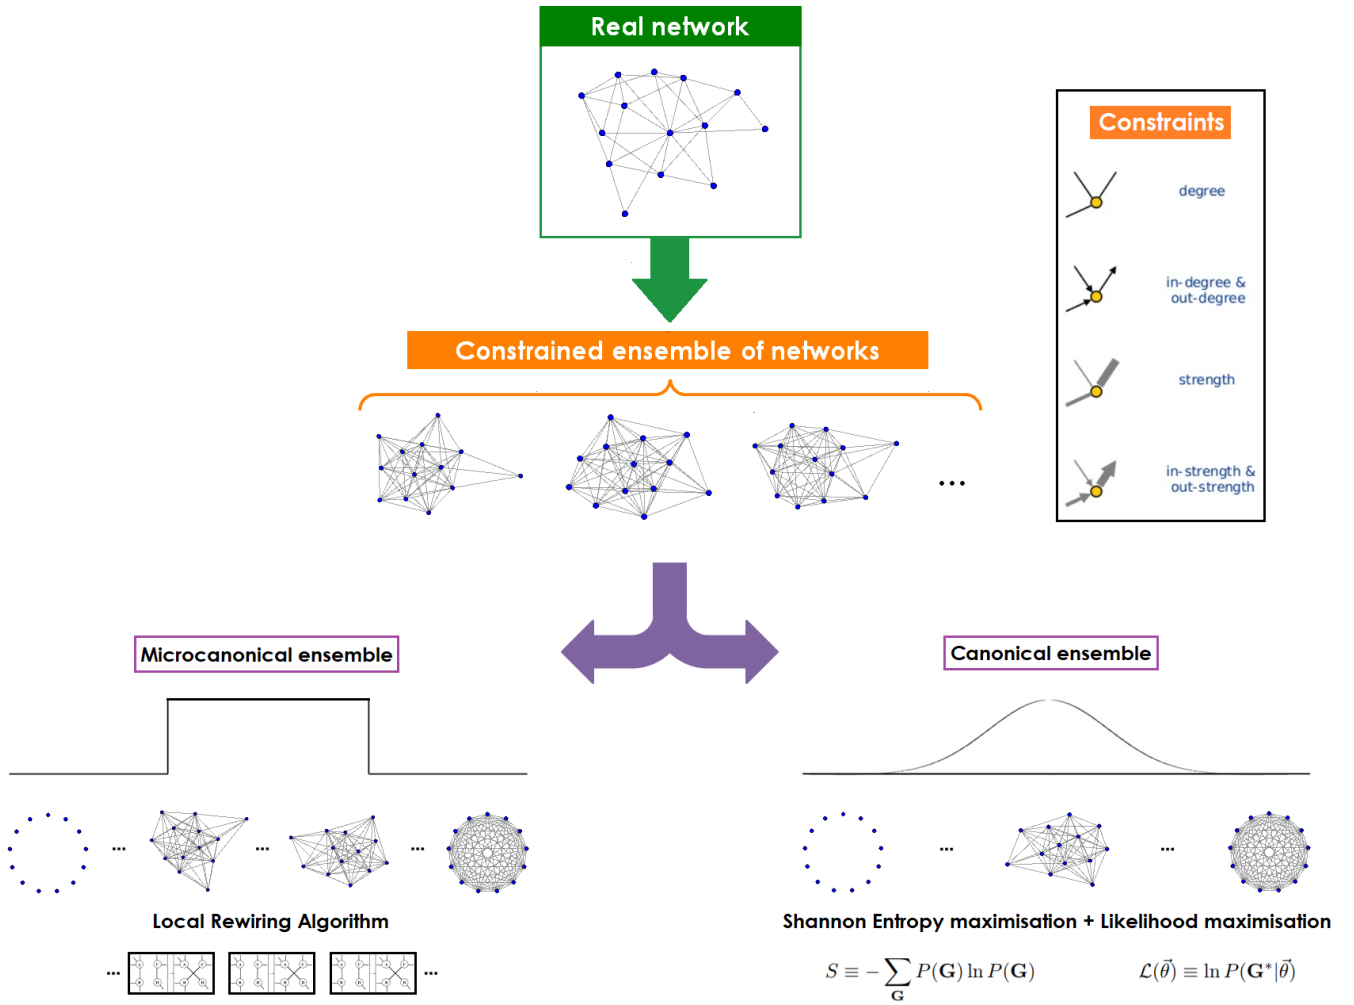 Real network
Constraints
degree
in-degree &
out-degree
strength
in-strength &
out-strength
Constrained ensemble of networks
...
Microcanonical ensemble
Canonical ensemble
... ... ...
... ...
Local Rewiring Algorithm
Shannon Entropy maximisation + Likelihood maximisation
... A C A C B D B D A C A C B D B D A C A C B D B D ...
S ≡ − ∑_G P(G) ln P(G)
ℒ(θ⃗) ≡ ln P(G*|θ⃗)